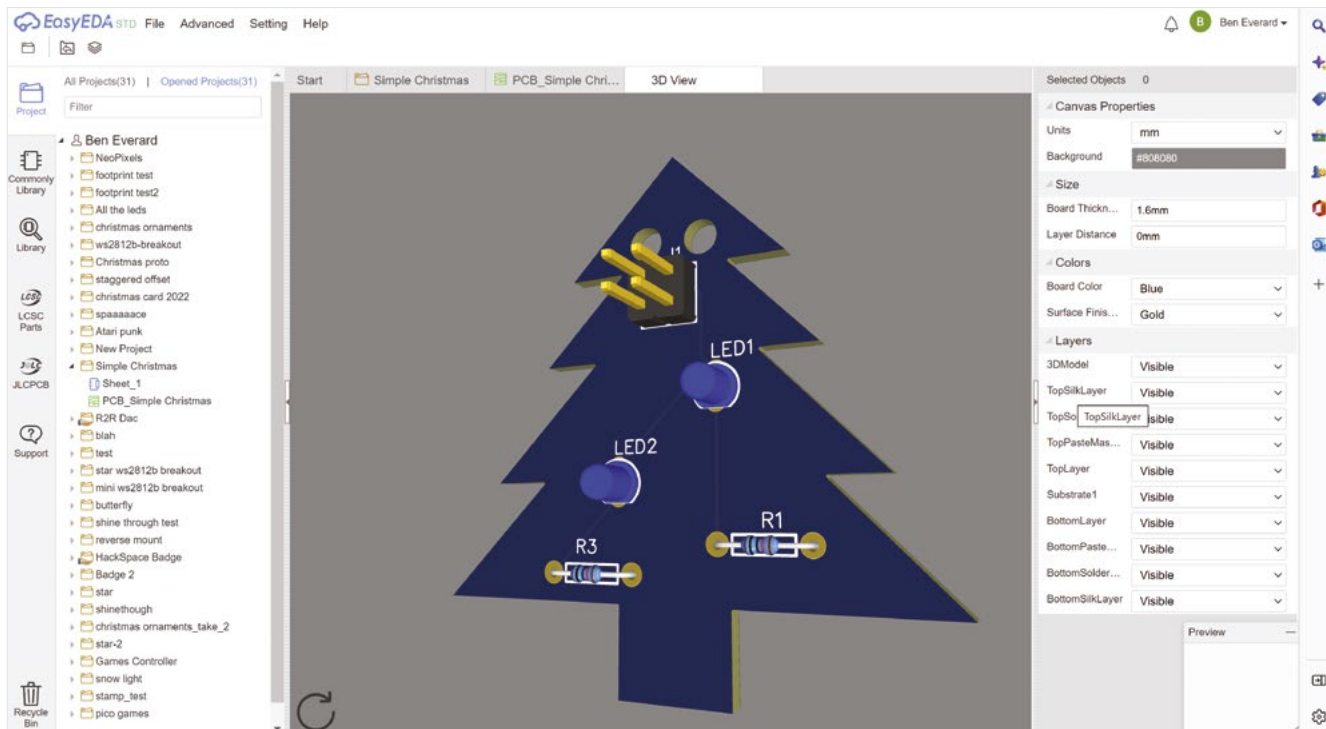 EasyEDA STD File Advanced Setting Help
B Ben Everard
All Projects(31) | Opened Projects(31)
Filter
Project
Commonly
Library
Library
LCSC
LCSC
Parts
JLCPCB
Support
Recycle
Bin
Ben Everard
NeoPixels
footprint test
footprint test2
All the leds
christmas ornaments
ws2812b-breakout
Christmas proto
staggered offset
christmas card 2022
spaaaaace
Atari punk
New Project
Simple Christmas
Sheet_1
PCB_Simple Christmas
R2R Dac
blah
test
star ws2812b breakout
mini ws2812b breakout
butterfly
shine through test
reverse mount
HackSpace Badge
Badge 2
star
shinethough
christmas ornaments_take_2
star-2
Games Controller
snow light
stamp_test
pico games
Start
Simple Christmas
PCB_Simple Chri...
3D View
LED1
LED2
R1
R3
Selected Objects 0
Canvas Properties
Units mm
Background #808080
Size
Board Thickn... 1.6mm
Layer Distance 0mm
Colors
Board Color Blue
Surface Finis... Gold
Layers
3DModel Visible
TopSilkLayer Visible
TopSo TopSilkLayer isible
TopPasteMas... Visible
TopLayer Visible
Substrate1 Visible
BottomLayer Visible
BottomPaste... Visible
BottomSolder... Visible
BottomSilkLayer Visible
Preview